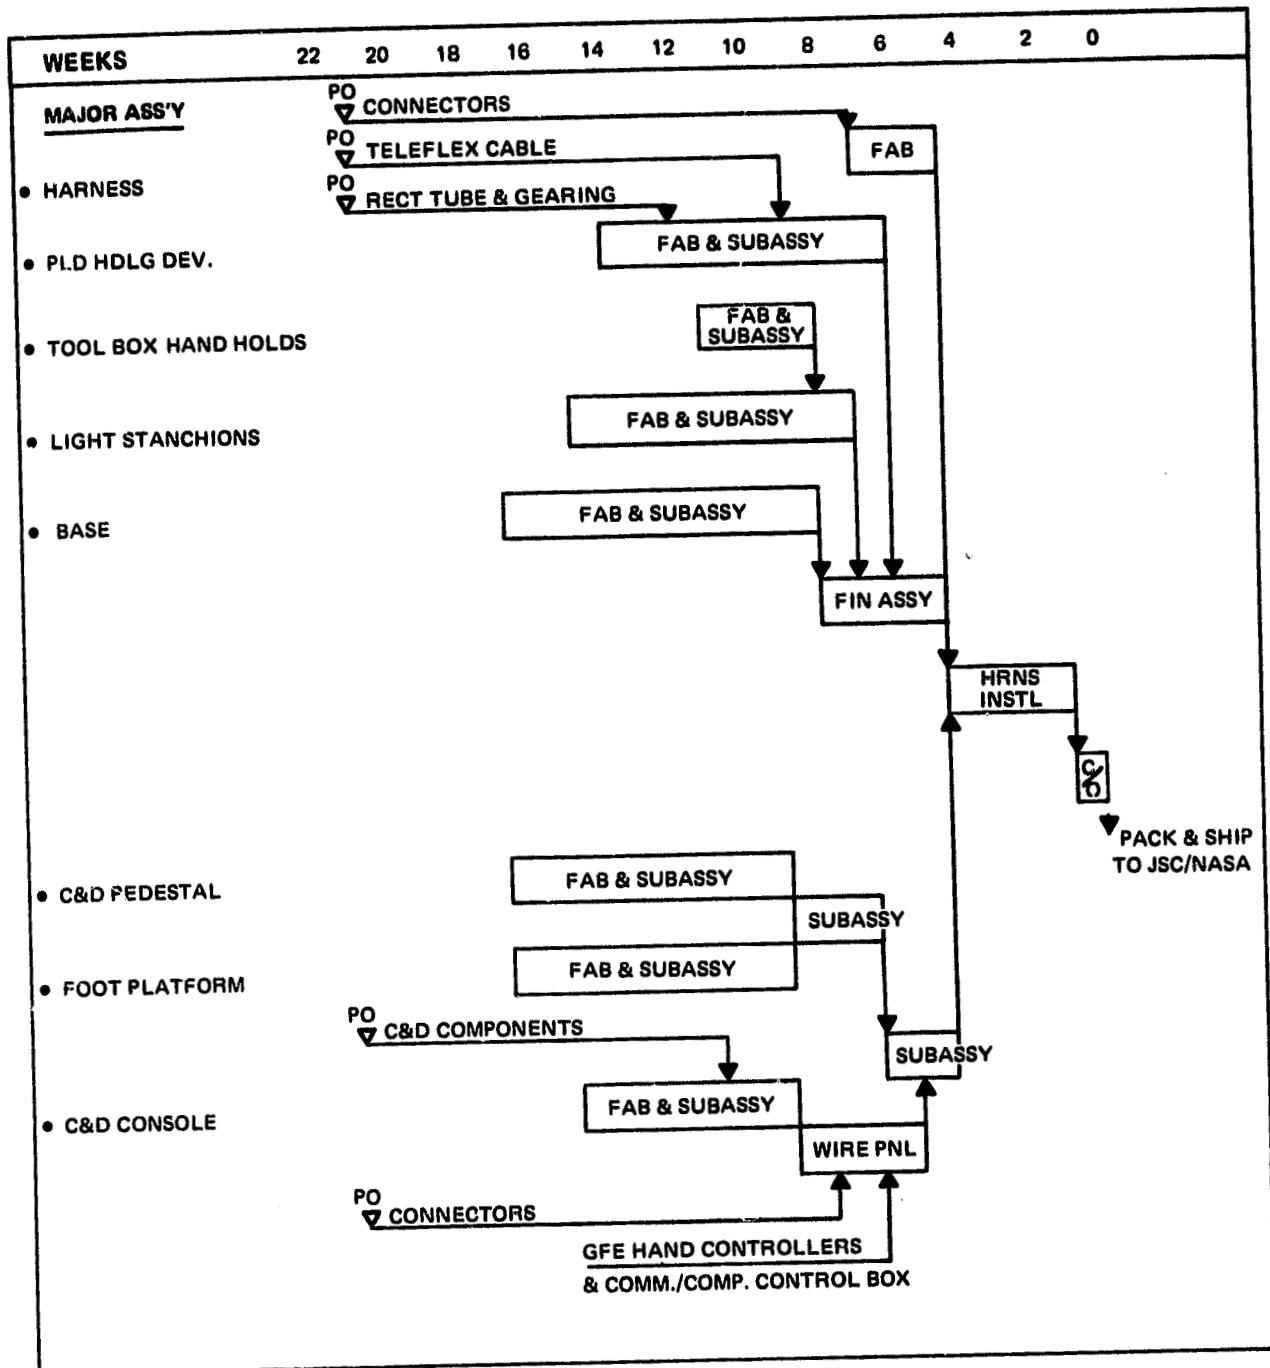 WEEKS 22 20 18 16 14 12 10 8 6 4 2 0
MAJOR ASS'Y
PO
CONNECTORS
FAB
PO
TELEFLEX CABLE
• HARNESS
PO
RECT TUBE & GEARING
FAB & SUBASSY
• PLD HDLG DEV.
FAB &
SUBASSY
• TOOL BOX HAND HOLDS
FAB & SUBASSY
• LIGHT STANCHIONS
FAB & SUBASSY
• BASE
FIN ASSY
HRNS
INSTL
C/O
PACK & SHIP
TO JSC/NASA
FAB & SUBASSY
• C&D PEDESTAL
SUBASSY
FAB & SUBASSY
• FOOT PLATFORM
PO
C&D COMPONENTS
SUBASSY
FAB & SUBASSY
• C&D CONSOLE
WIRE PNL
PO
CONNECTORS
GFE HAND CONTROLLERS
& COMM./COMP. CONTROL BOX